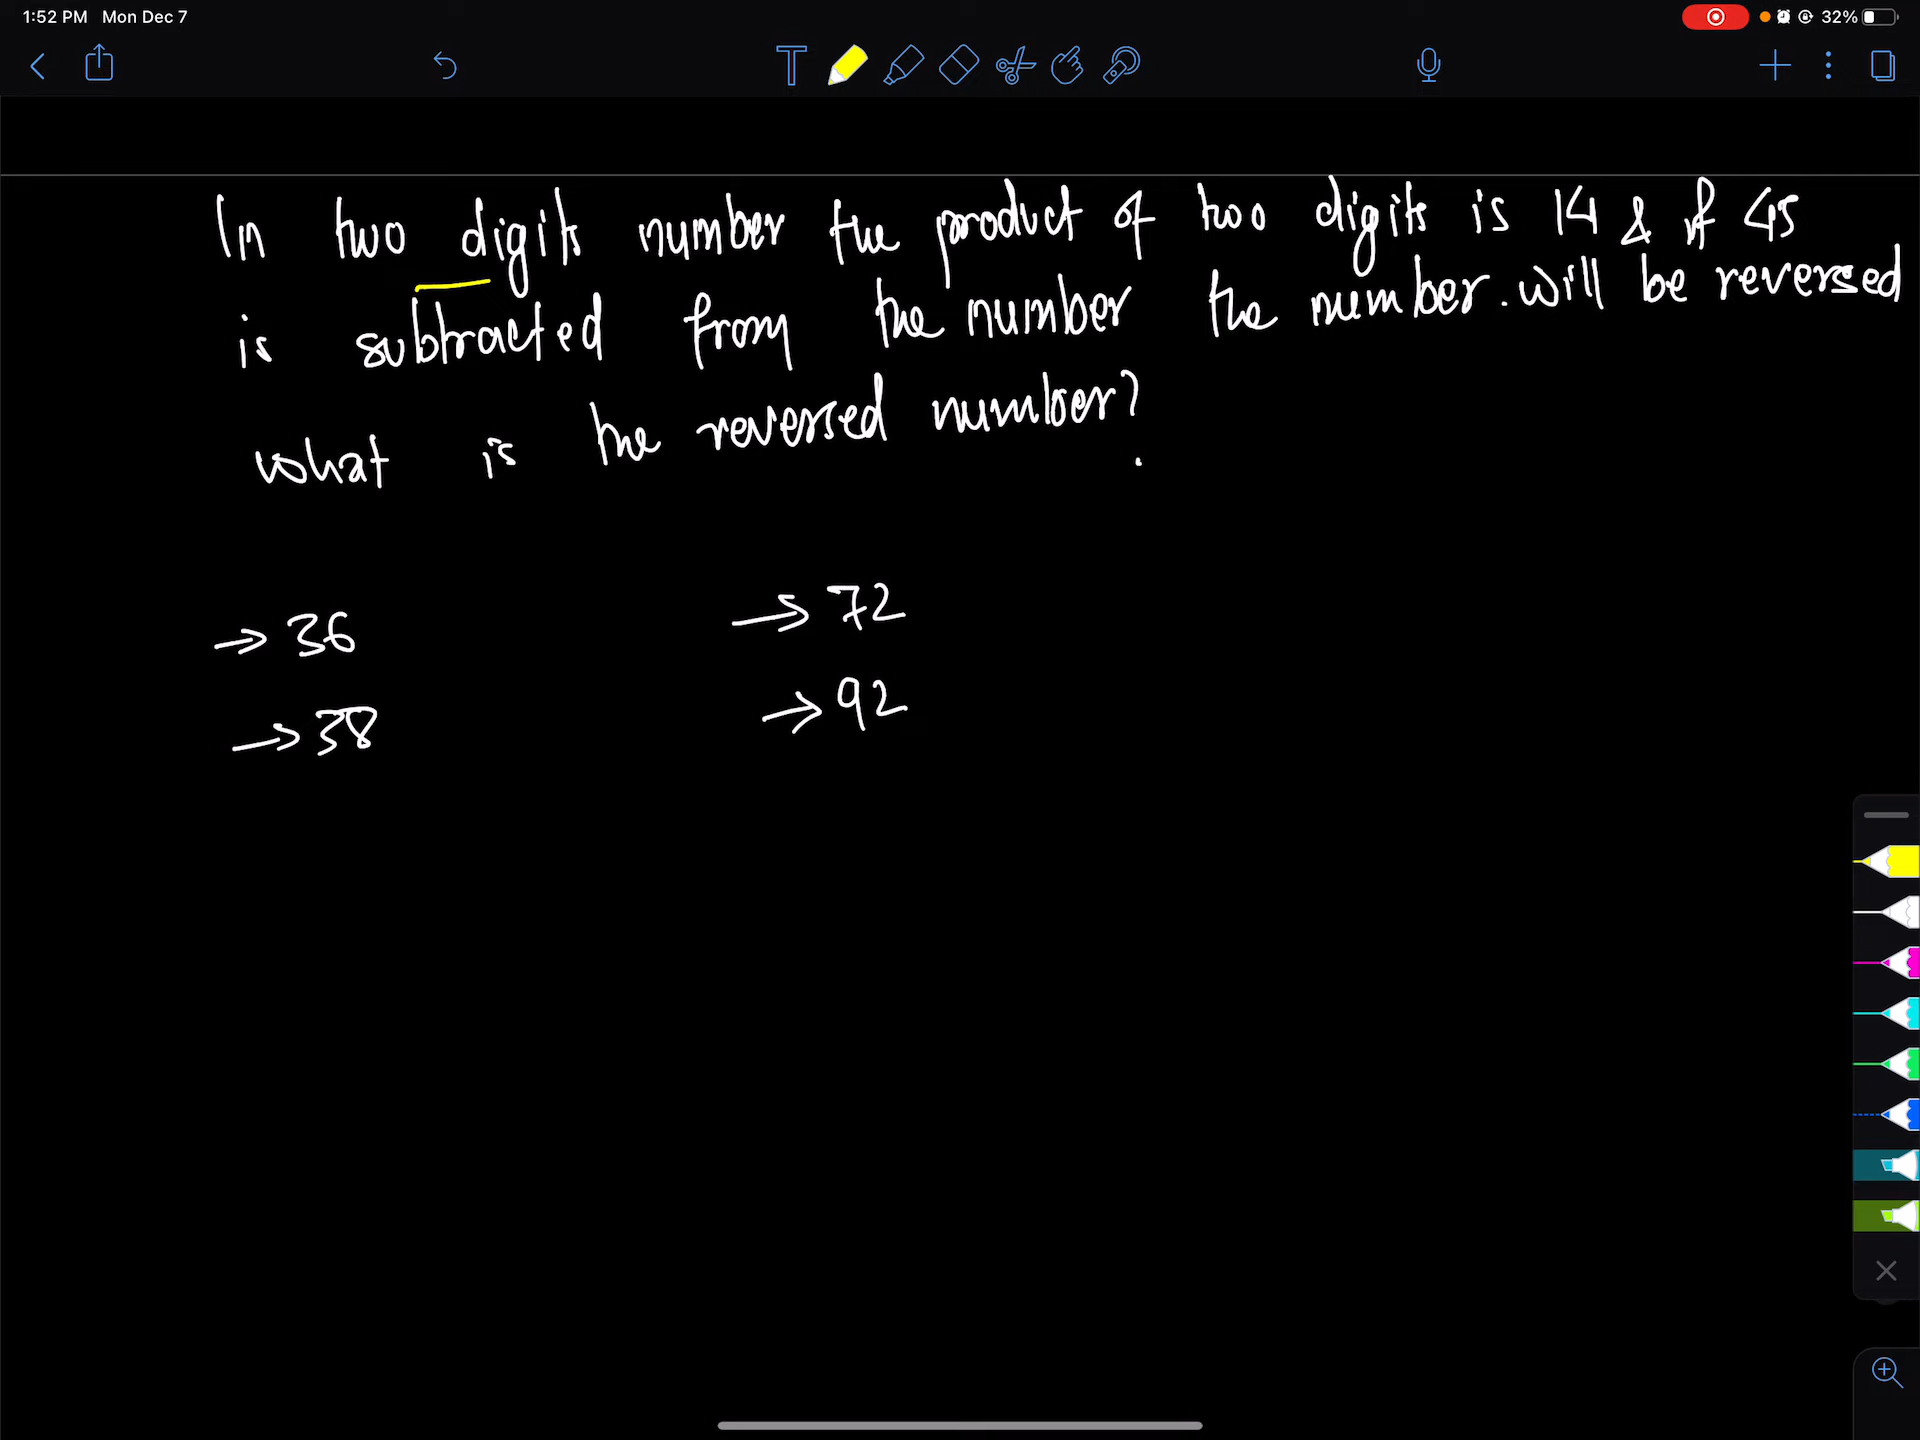 1:52 PM Mon Dec 7
32%
In two digits number the product of two digits is 14 & if 45
is subtracted from the number the number. will be reversed
what is the reversed number?
→ 36
→ 72
→ 38
→ 92